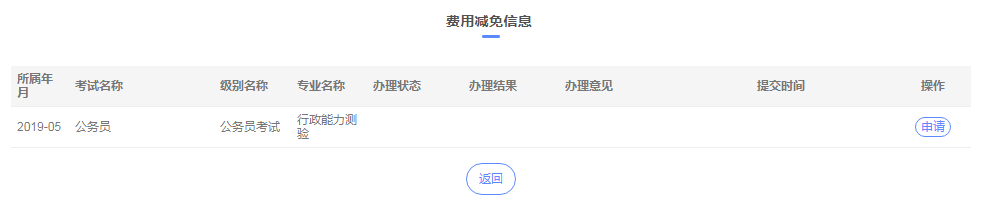 费用减免信息
所属年月 考试名称 级别名称 专业名称 办理状态 办理结果 办理意见 提交时间 操作
2019-05 公务员 公务员考试 行政能力测验 申请
返回